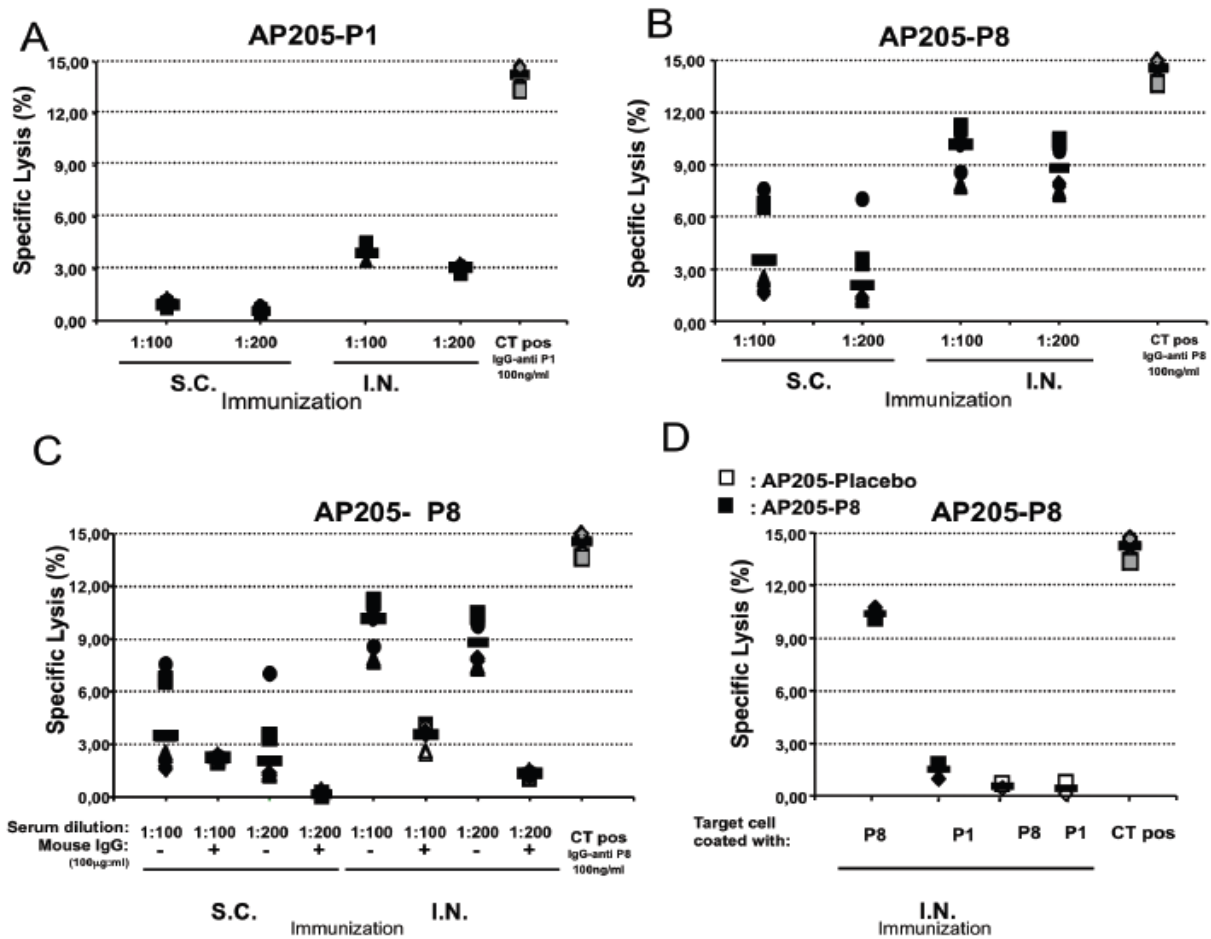 A
AP205-P1
Specific Lysis (%)
15,00
12,00
9,00
6,00
3,00
0,00
1:100 1:200 1:100 1:200 CT pos
IgG-anti P1
100ng/ml
S.C. I.N.
Immunization
B
AP205-P8
Specific Lysis (%)
15,00
12,00
9,00
6,00
3,00
0,00
1:100 1:200 1:100 1:200 CT pos
IgG-anti P8
100ng/ml
S.C. I.N.
Immunization
C
AP205- P8
Specific Lysis (%)
15,00
12,00
9,00
6,00
3,00
0,00
Serum dilution: 1:100 1:100 1:200 1:200 1:100 1:100 1:200 1:200 CT pos
Mouse IgG: - + - + - + - + IgG-anti P8
(100µg:ml) 100ng/ml
S.C. I.N.
Immunization
D
: AP205-Placebo
: AP205-P8
AP205-P8
Specific Lysis (%)
15,00
12,00
9,00
6,00
3,00
0,00
Target cell
coated with: P8 P1 P8 P1 CT pos
I.N.
Immunization